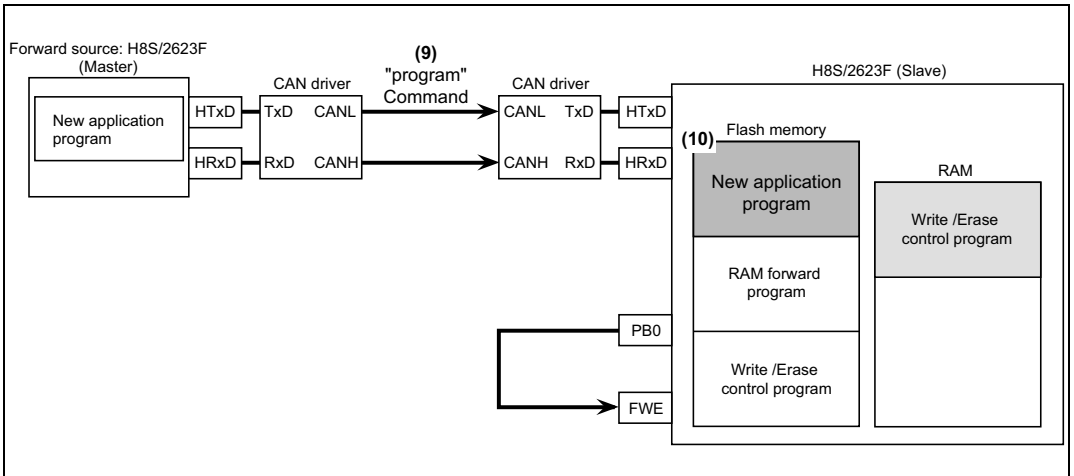 Forward source: H8S/2623F
(Master)
New application
program
HTxD
HRxD
CAN driver
TxD CANL
RxD CANH
(9)
"program"
Command
CAN driver
CANL TxD
CANH RxD
HTxD
HRxD
H8S/2623F (Slave)
(10)
Flash memory
New application
program
RAM forward
program
Write /Erase
control program
RAM
Write /Erase
control program
PB0
FWE